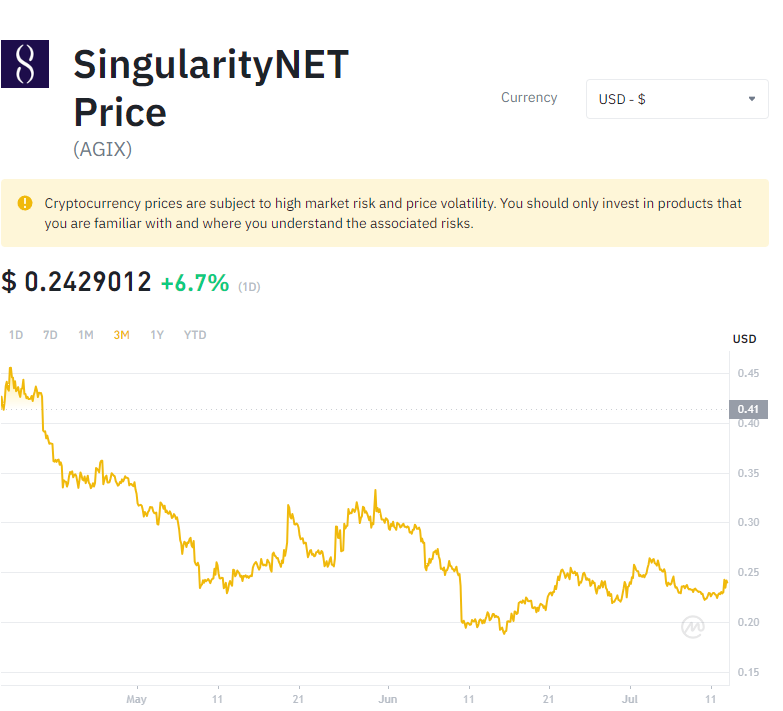 SingularityNET
Price
(AGIX)
Currency
USD - $
Cryptocurrency prices are subject to high market risk and price volatility. You should only invest in products that
you are familiar with and where you understand the associated risks.
$ 0.2429012 +6.7% (1D)
1D 7D 1M 3M 1Y YTD
USD
0.45
0.41
0.40
0.35
0.30
0.25
0.20
0.15
May 11 21 Jun 11 21 Jul 11